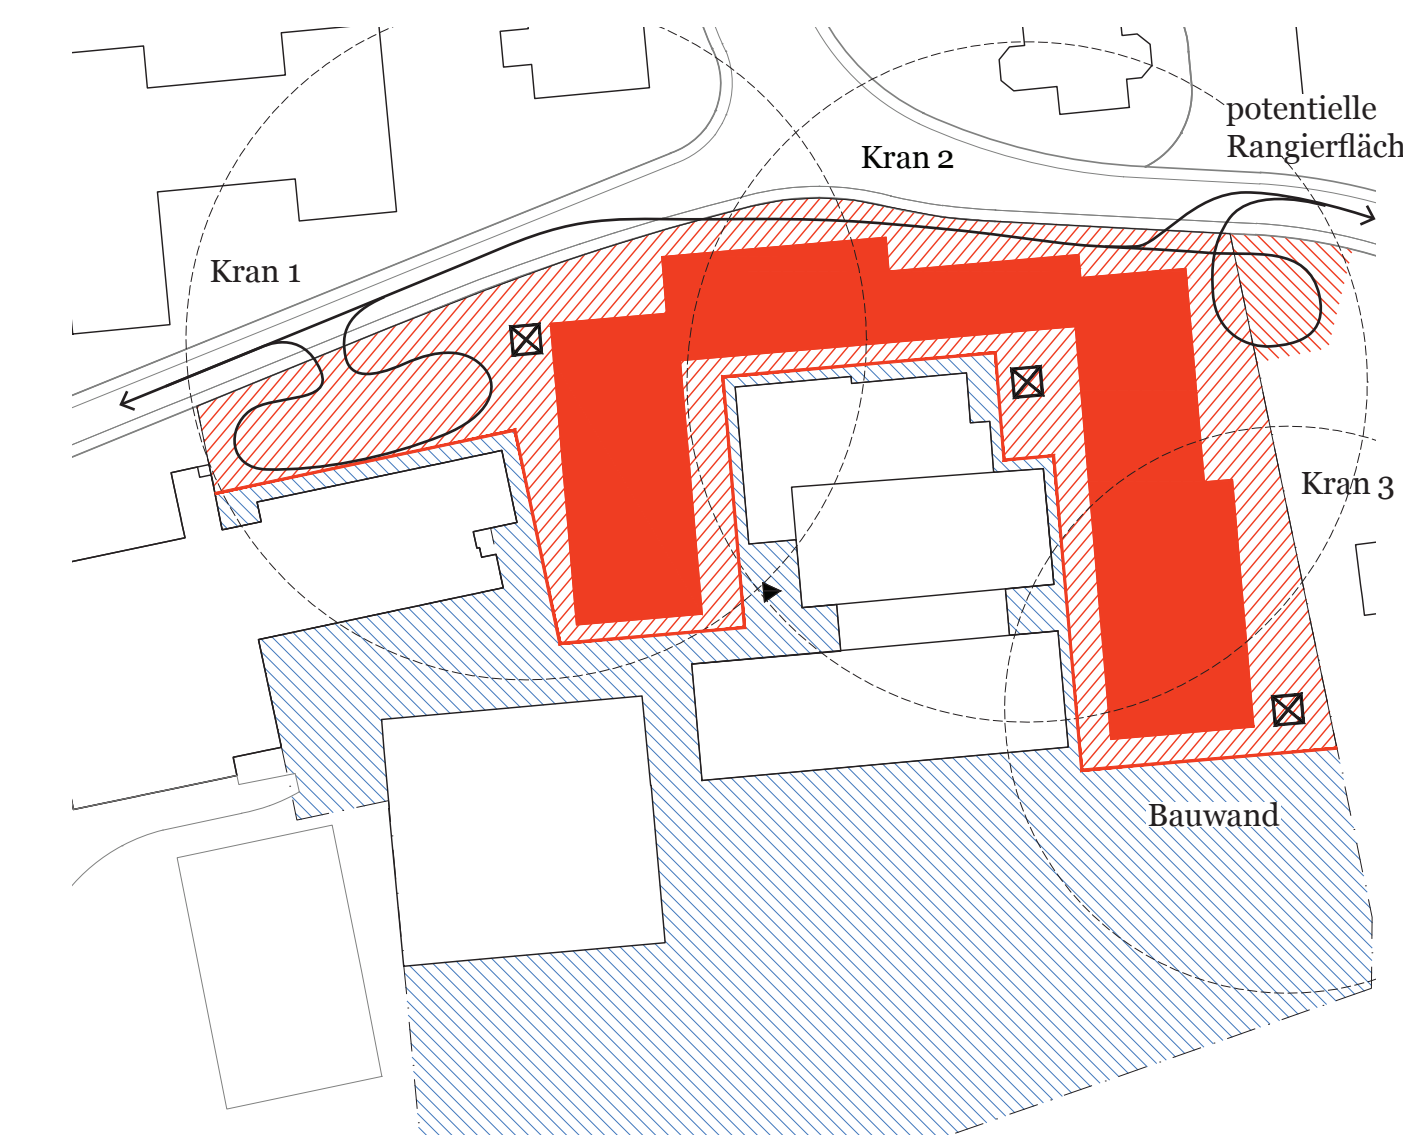 potentielle
Rangierfläch
Kran 2
Kran 1
Kran 3
Bauwand